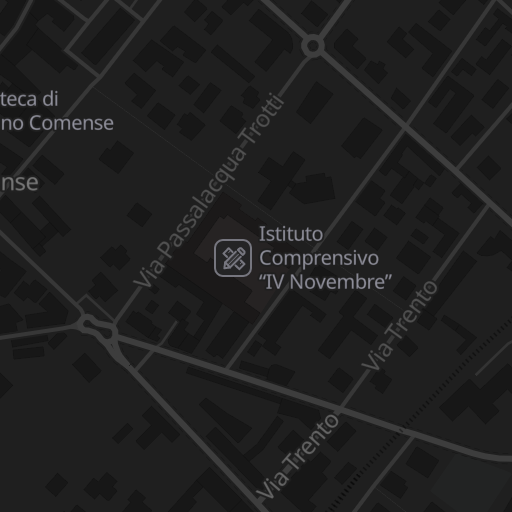 teca di
no Comense
nse
Via Passalacqua-Trotti
Istituto
Comprensivo
“IV Novembre”
Via Trento
Via Trento